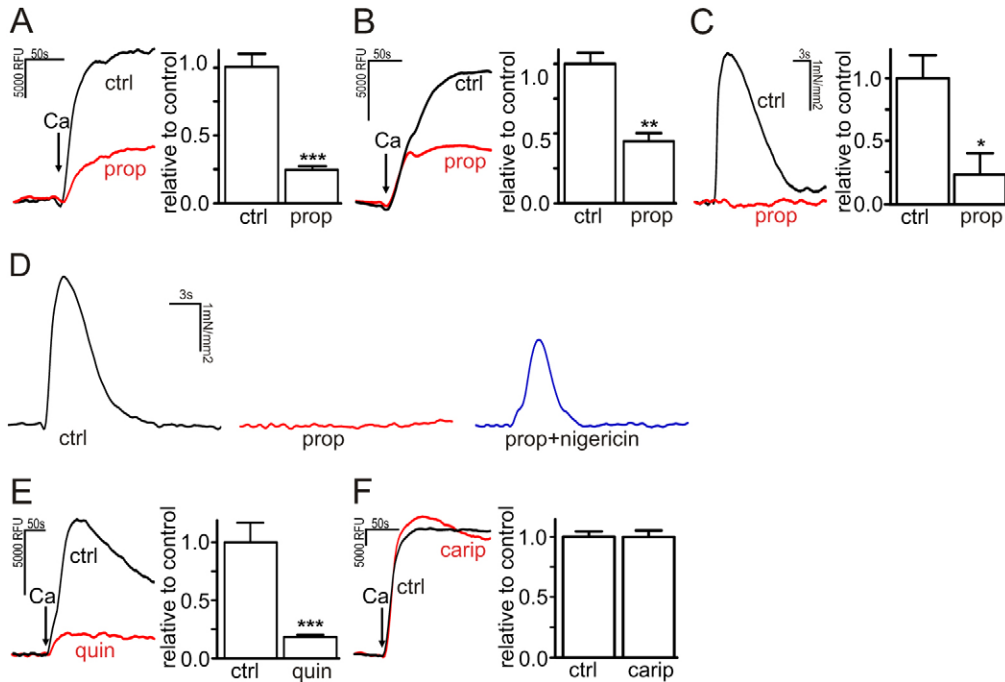 A
50s
5000 RFU
ctrl
Ca
prop
relative to control
1.0
0.5
0.0
***
ctrl prop
B
50s
5000 RFU
ctrl
Ca
prop
relative to control
1.0
0.5
0.0
**
ctrl prop
C
3s
1mN/mm2
ctrl
prop
relative to control
1.0
0.5
0.0
*
ctrl prop
D
3s
1mN/mm2
ctrl
prop
prop+nigericin
E
50s
5000 RFU
ctrl
Ca
quin
relative to control
1.0
0.5
0.0
***
ctrl quin
F
50s
5000 RFU
carip
Ca
ctrl
relative to control
1.0
0.5
0.0
ctrl carip